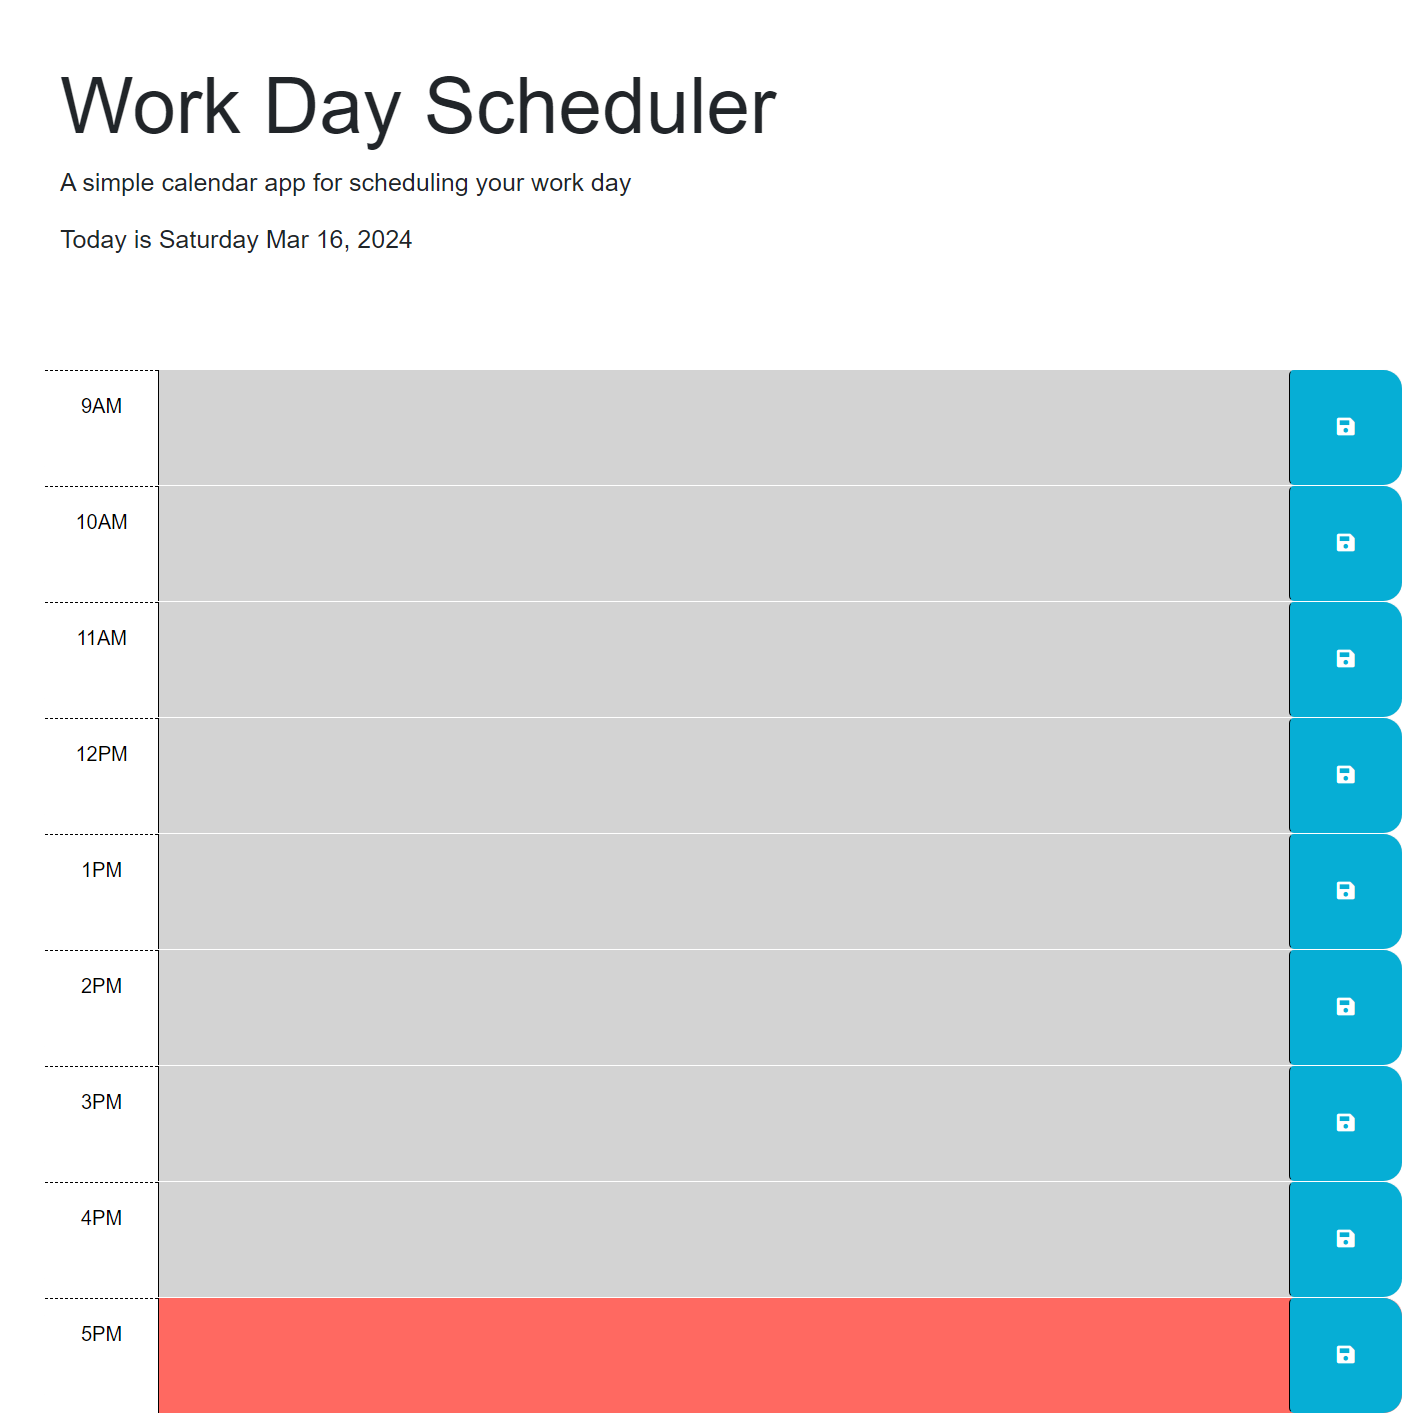 Work Day Scheduler
A simple calendar app for scheduling your work day
Today is Saturday Mar 16, 2024
9AM
10AM
11AM
12PM
1PM
2PM
3PM
4PM
5PM